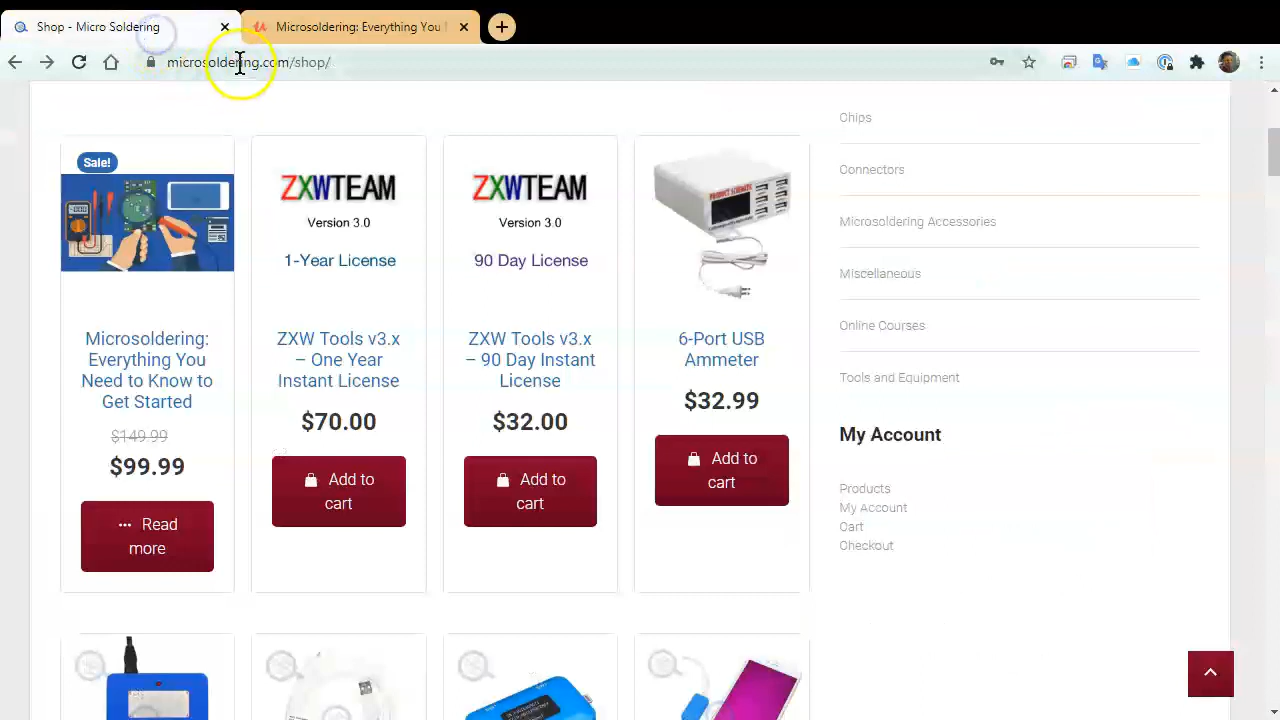 Shop - Micro Soldering
Microsoldering: Everything You
microsoldering.com/shop/
Sale!
Microsoldering:
Everything You
Need to Know to
Get Started
$149.99
$99.99
Read
more
ZXWTEAM
Version 3.0
1-Year License
ZXW Tools v3.x
– One Year
Instant License
$70.00
Add to
cart
ZXWTEAM
Version 3.0
90 Day License
ZXW Tools v3.x
– 90 Day Instant
License
$32.00
Add to
cart
6-Port USB
Ammeter
$32.99
Add to
cart
Chips
Connectors
Microsoldering Accessories
Miscellaneous
Online Courses
Tools and Equipment
My Account
Products
My Account
Cart
Checkout